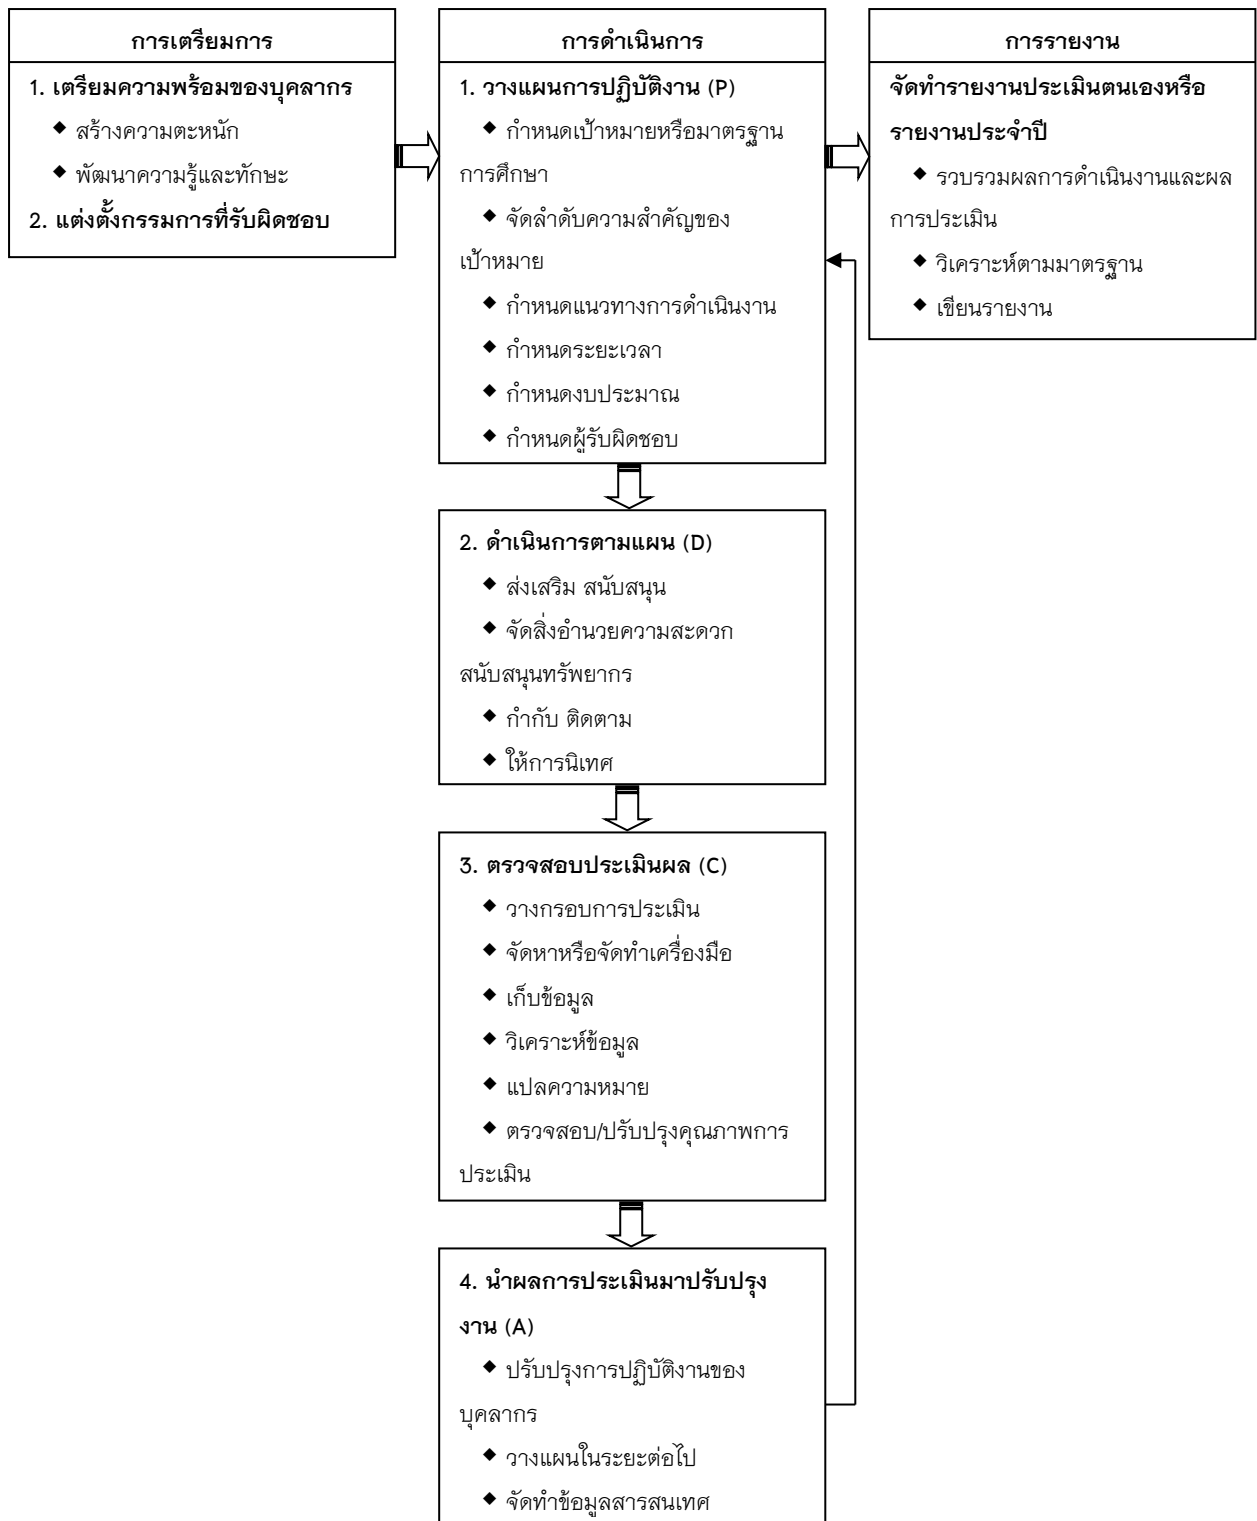 การเตรียมการ
1. เตรียมความพร้อมของบุคลากร
◆ สร้างความตะหนัก
◆ พัฒนาความรู้และทักษะ
2. แต่งตั้งกรรมการที่รับผิดชอบ
การดำเนินการ
1. วางแผนการปฏิบัติงาน (P)
◆ กำหนดเป้าหมายหรือมาตรฐาน
การศึกษา
◆ จัดลำดับความสำคัญของ
เป้าหมาย
◆ กำหนดแนวทางการดำเนินงาน
◆ กำหนดระยะเวลา
◆ กำหนดงบประมาณ
◆ กำหนดผู้รับผิดชอบ
2. ดำเนินการตามแผน (D)
◆ ส่งเสริม สนับสนุน
◆ จัดสิ่งอำนวยความสะดวก
สนับสนุนทรัพยากร
◆ กำกับ ติดตาม
◆ ให้การนิเทศ
3. ตรวจสอบประเมินผล (C)
◆ วางกรอบการประเมิน
◆ จัดหาหรือจัดทำเครื่องมือ
◆ เก็บข้อมูล
◆ วิเคราะห์ข้อมูล
◆ แปลความหมาย
◆ ตรวจสอบ/ปรับปรุงคุณภาพการ
ประเมิน
4. นำผลการประเมินมาปรับปรุง
งาน (A)
◆ ปรับปรุงการปฏิบัติงานของ
บุคลากร
◆ วางแผนในระยะต่อไป
◆ จัดทำข้อมูลสารสนเทศ
การรายงาน
จัดทำรายงานประเมินตนเองหรือ
รายงานประจำปี
◆ รวบรวมผลการดำเนินงานและผล
การประเมิน
◆ วิเคราะห์ตามมาตรฐาน
◆ เขียนรายงาน